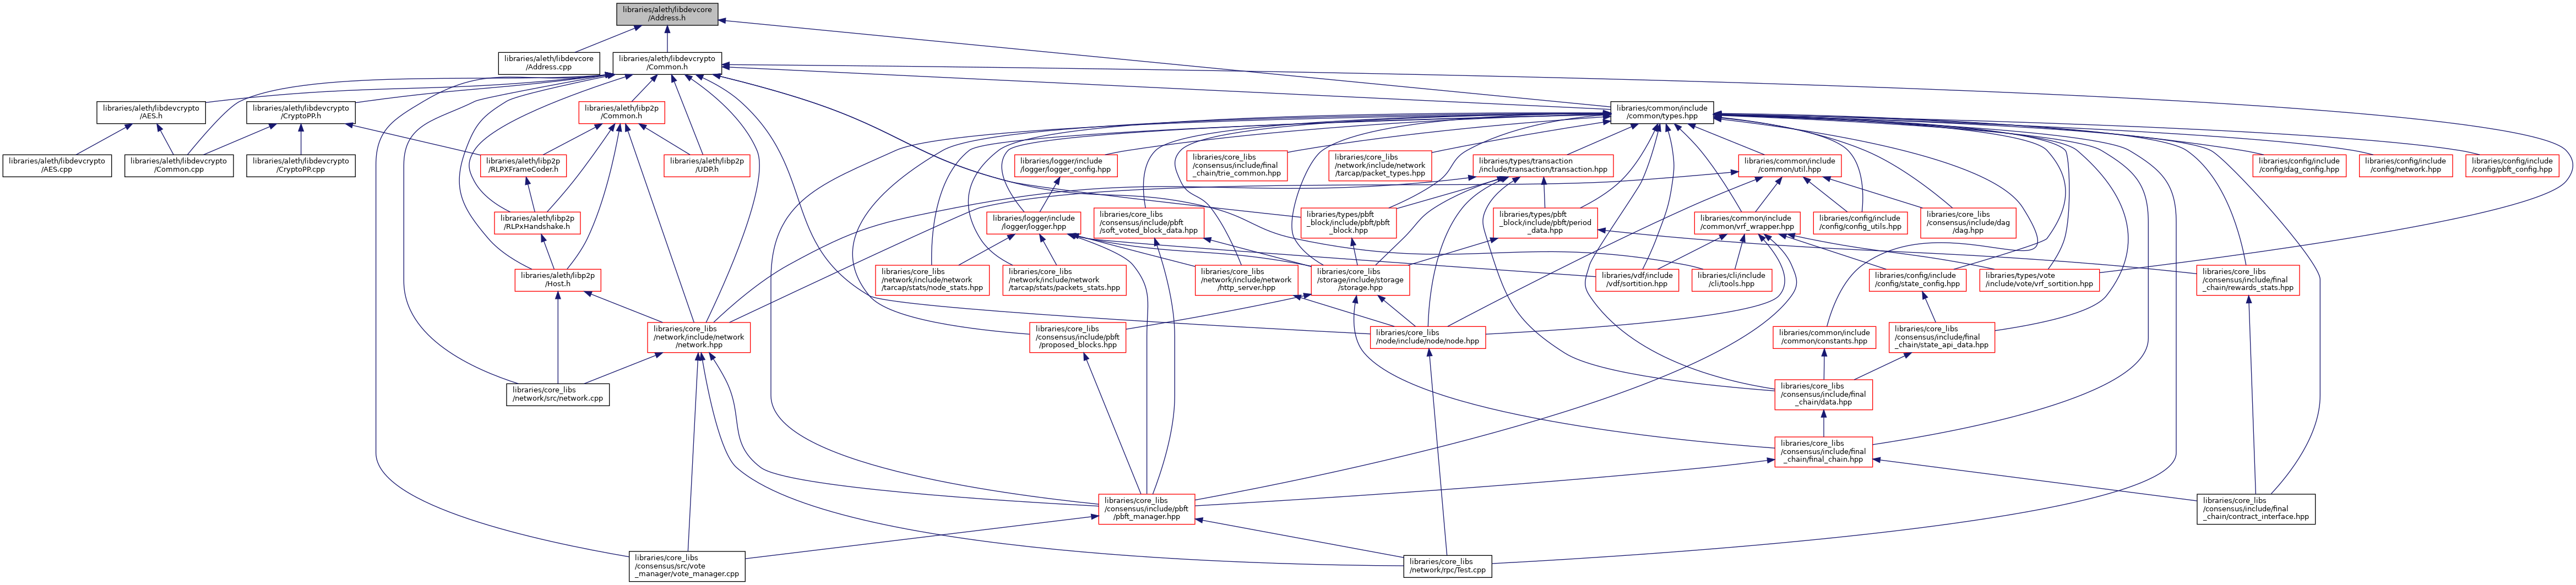 libraries/aleth/libdevcore
/Address.h
libraries/aleth/libdevcore
/Address.cpp
libraries/aleth/libdevcrypto
/Common.h
libraries/aleth/libdevcrypto
/AES.h
libraries/aleth/libdevcrypto
/CryptoPP.h
libraries/aleth/libp2p
/Common.h
libraries/common/include
/common/types.hpp
libraries/aleth/libdevcrypto
/AES.cpp
libraries/aleth/libdevcrypto
/Common.cpp
libraries/aleth/libdevcrypto
/CryptoPP.cpp
libraries/aleth/libp2p
/RLPXFrameCoder.h
libraries/aleth/libp2p
/UDP.h
libraries/logger/include
/logger/logger_config.hpp
libraries/core_libs
/consensus/include/final
_chain/trie_common.hpp
libraries/core_libs
/network/include/network
/tarcap/packet_types.hpp
libraries/types/transaction
/include/transaction/transaction.hpp
libraries/common/include
/common/util.hpp
libraries/config/include
/config/dag_config.hpp
libraries/config/include
/config/network.hpp
libraries/config/include
/config/pbft_config.hpp
libraries/aleth/libp2p
/RLPxHandshake.h
libraries/logger/include
/logger/logger.hpp
libraries/core_libs
/consensus/include/pbft
/soft_voted_block_data.hpp
libraries/types/pbft
_block/include/pbft/pbft
_block.hpp
libraries/types/pbft
_block/include/pbft/period
_data.hpp
libraries/common/include
/common/vrf_wrapper.hpp
libraries/config/include
/config/config_utils.hpp
libraries/core_libs
/consensus/include/dag
/dag.hpp
libraries/aleth/libp2p
/Host.h
libraries/core_libs
/network/include/network
/tarcap/stats/node_stats.hpp
libraries/core_libs
/network/include/network
/tarcap/stats/packets_stats.hpp
libraries/core_libs
/network/include/network
/http_server.hpp
libraries/core_libs
/storage/include/storage
/storage.hpp
libraries/vdf/include
/vdf/sortition.hpp
libraries/cli/include
/cli/tools.hpp
libraries/config/include
/config/state_config.hpp
libraries/types/vote
/include/vote/vrf_sortition.hpp
libraries/core_libs
/consensus/include/final
_chain/rewards_stats.hpp
libraries/core_libs
/network/include/network
/network.hpp
libraries/core_libs
/consensus/include/pbft
/proposed_blocks.hpp
libraries/core_libs
/node/include/node/node.hpp
libraries/common/include
/common/constants.hpp
libraries/core_libs
/consensus/include/final
_chain/state_api_data.hpp
libraries/core_libs
/network/src/network.cpp
libraries/core_libs
/consensus/include/final
_chain/data.hpp
libraries/core_libs
/consensus/include/final
_chain/final_chain.hpp
libraries/core_libs
/consensus/include/pbft
/pbft_manager.hpp
libraries/core_libs
/consensus/include/final
_chain/contract_interface.hpp
libraries/core_libs
/consensus/src/vote
_manager/vote_manager.cpp
libraries/core_libs
/network/rpc/Test.cpp